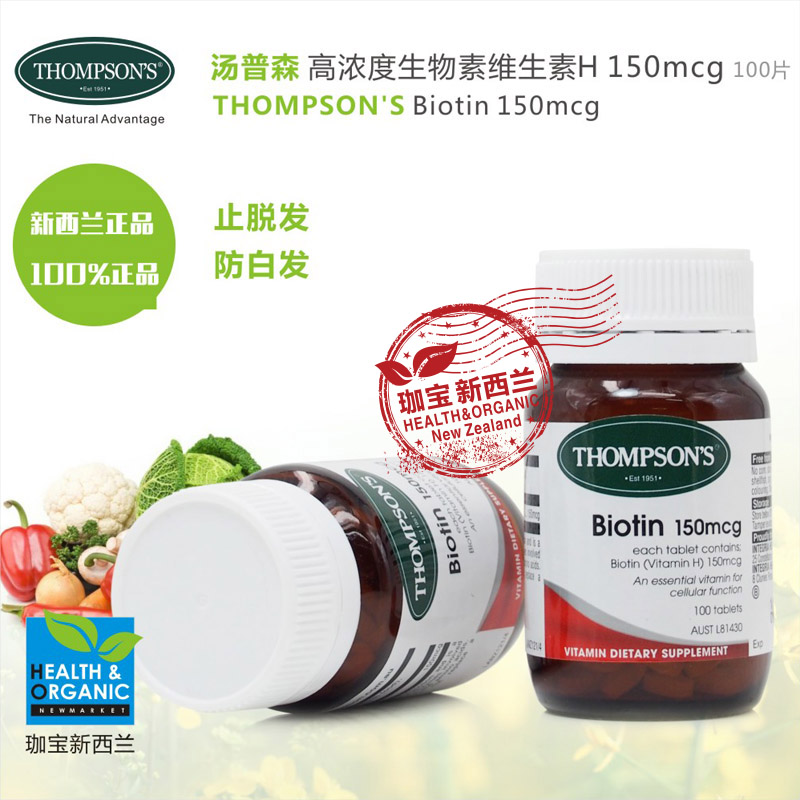 THOMPSON'S®
•Est 1951•
The Natural Advantage
汤普森 高浓度生物素维生素H 150mcg 100片
THOMPSON'S Biotin 150mcg
新西兰正品
100%正品
止脱发
防白发
珈宝 新西兰
HEALTH&ORGANIC
New Zealand
THOMPSON'S
Biotin 150
VITAMIN DIETARY SUPP
THOMPSON'S®
•Est 1951•
Biotin 150mcg
each tablet contains:
Biotin (Vitamin H) 150mcg
An essential vitamin for
cellular function
100 tablets
AUST L81430
VITAMIN DIETARY SUPPLEMENT
Exp
HEALTH &
ORGANIC
NEWMARKET
珈宝新西兰